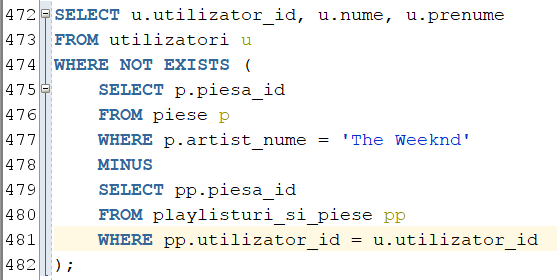 472 SELECT u.utilizator_id, u.nume, u.prenume
473 FROM utilizatori u
474 WHERE NOT EXISTS (
475     SELECT p.piesa_id
476     FROM piese p
477     WHERE p.artist_nume = 'The Weeknd'
478     MINUS
479     SELECT pp.piesa_id
480     FROM playlisturi_si_piese pp
481     WHERE pp.utilizator_id = u.utilizator_id
482 );